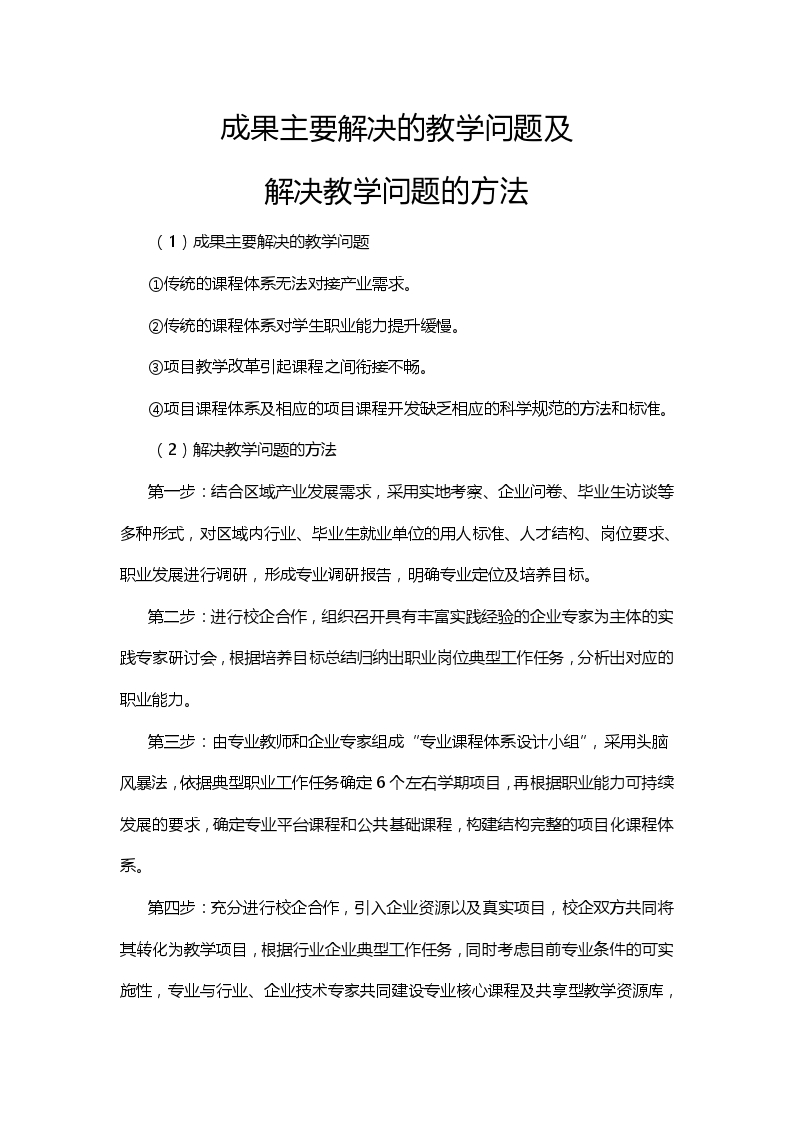 成果主要解决的教学问题及
解决教学问题的方法
（1）成果主要解决的教学问题
①传统的课程体系无法对接产业需求。
②传统的课程体系对学生职业能力提升缓慢。
③项目教学改革引起课程之间衔接不畅。
④项目课程体系及相应的项目课程开发缺乏相应的科学规范的方法和标准。
（2）解决教学问题的方法
第一步：结合区域产业发展需求，采用实地考察、企业问卷、毕业生访谈等
多种形式，对区域内行业、毕业生就业单位的用人标准、人才结构、岗位要求、
职业发展进行调研，形成专业调研报告，明确专业定位及培养目标。
第二步：进行校企合作，组织召开具有丰富实践经验的企业专家为主体的实
践专家研讨会，根据培养目标总结归纳出职业岗位典型工作任务，分析出对应的
职业能力。
第三步：由专业教师和企业专家组成“专业课程体系设计小组”，采用头脑
风暴法，依据典型职业工作任务确定6个左右学期项目，再根据职业能力可持续
发展的要求，确定专业平台课程和公共基础课程，构建结构完整的项目化课程体
系。
第四步：充分进行校企合作，引入企业资源以及真实项目，校企双方共同将
其转化为教学项目，根据行业企业典型工作任务，同时考虑目前专业条件的可实
施性，专业与行业、企业技术专家共同建设专业核心课程及共享型教学资源库，